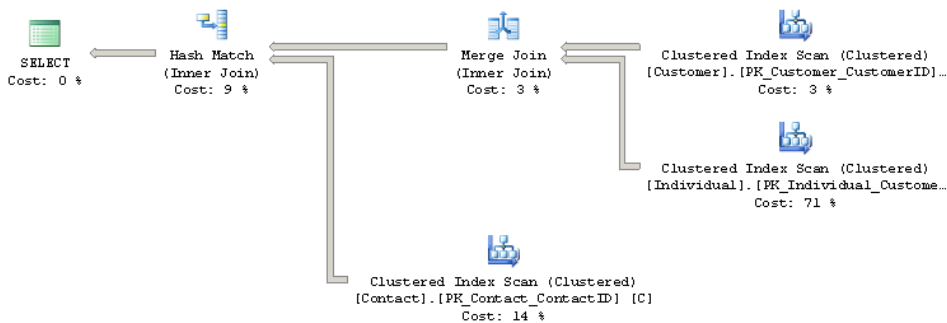 SELECT
Cost: 0 %
Hash Match
(Inner Join)
Cost: 9 %
Merge Join
(Inner Join)
Cost: 3 %
Clustered Index Scan (Clustered)
[Customer].[PK_Customer_CustomerID]…
Cost: 3 %
Clustered Index Scan (Clustered)
[Individual].[PK_Individual_Custome…
Cost: 71 %
Clustered Index Scan (Clustered)
[Contact].[PK_Contact_ContactID] [C]
Cost: 14 %